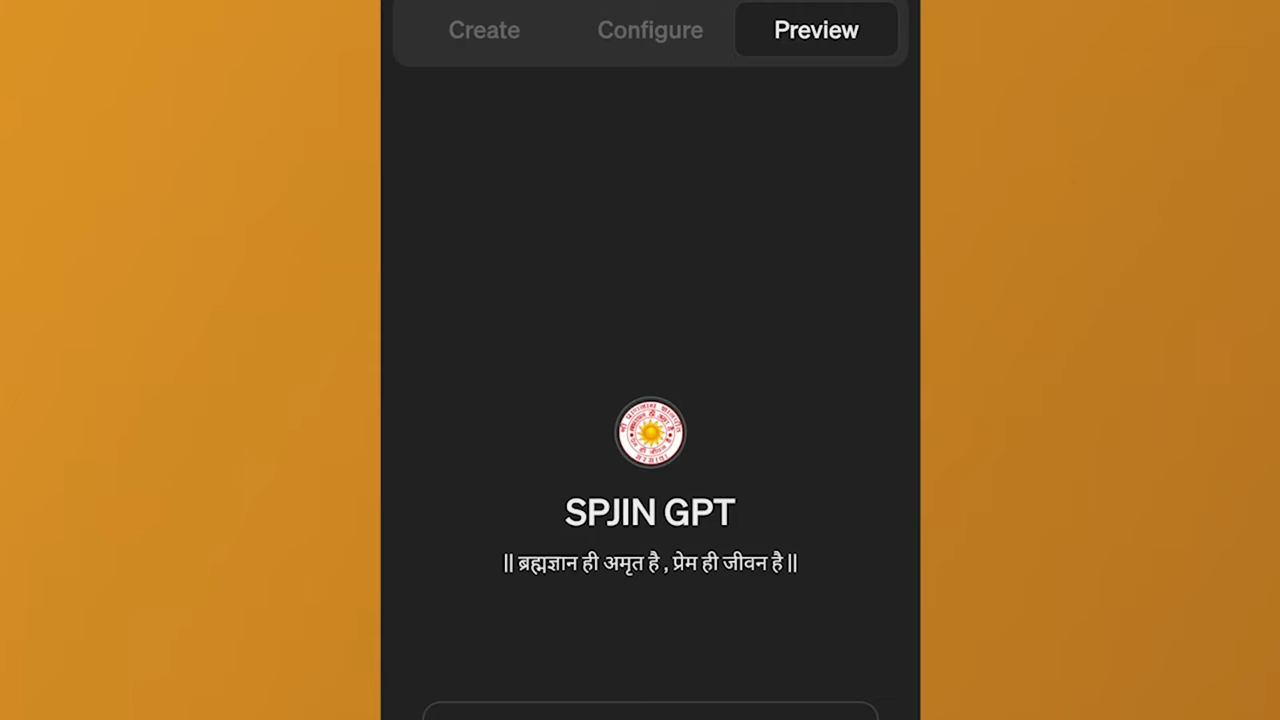 Create Configure Preview
SPJIN GPT
|| ब्रह्मज्ञान ही अमृत है , प्रेम ही जीवन है ||